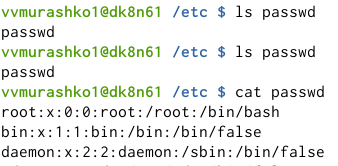 vvmurashko1@dk8n61 /etc $ ls passwd
passwd
vvmurashko1@dk8n61 /etc $ ls passwd
passwd
vvmurashko1@dk8n61 /etc $ cat passwd
root:x:0:0:root:/root:/bin/bash
bin:x:1:1:bin:/bin:/bin/false
daemon:x:2:2:daemon:/sbin:/bin/false